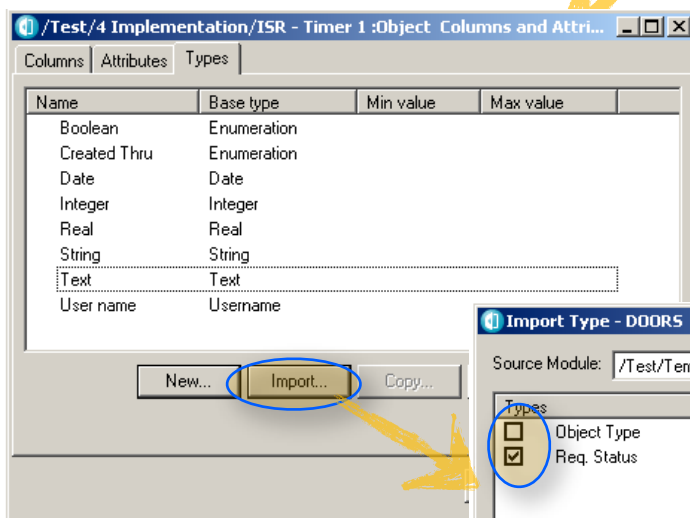 /Test/4 Implementation/ISR - Timer 1 :Object Columns and Attri...
Columns Attributes Types
Name Base type Min value Max value
Boolean Enumeration
Created Thru Enumeration
Date Date
Integer Integer
Real Real
String String
Text Text
User name Username
New... Import... Copy...
Import Type - DOORS
Source Module: /Test/Ten
Types
Object Type
Req. Status